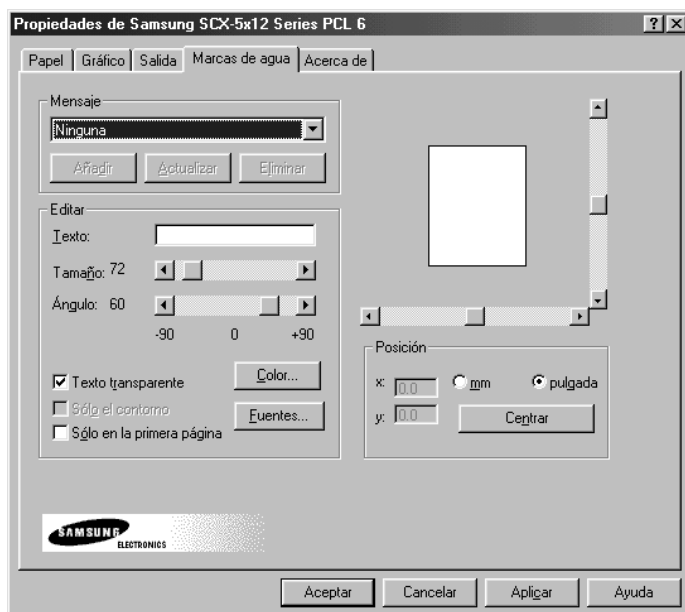 Propiedades de Samsung SCX-5x12 Series PCL 6
Papel Gráfico Salida Marcas de agua Acerca de
Mensaje
Ninguna
Añadir Actualizar Eliminar
Editar
Texto:
Tamaño: 72
Ángulo: 60
-90 0 +90
Texto transparente
Color...
Sólo el contorno
Fuentes...
Sólo en la primera página
Posición
x: 0.0 mm pulgada
y: 0.0 Centrar
SAMSUNG
ELECTRONICS
Aceptar Cancelar Aplicar Ayuda